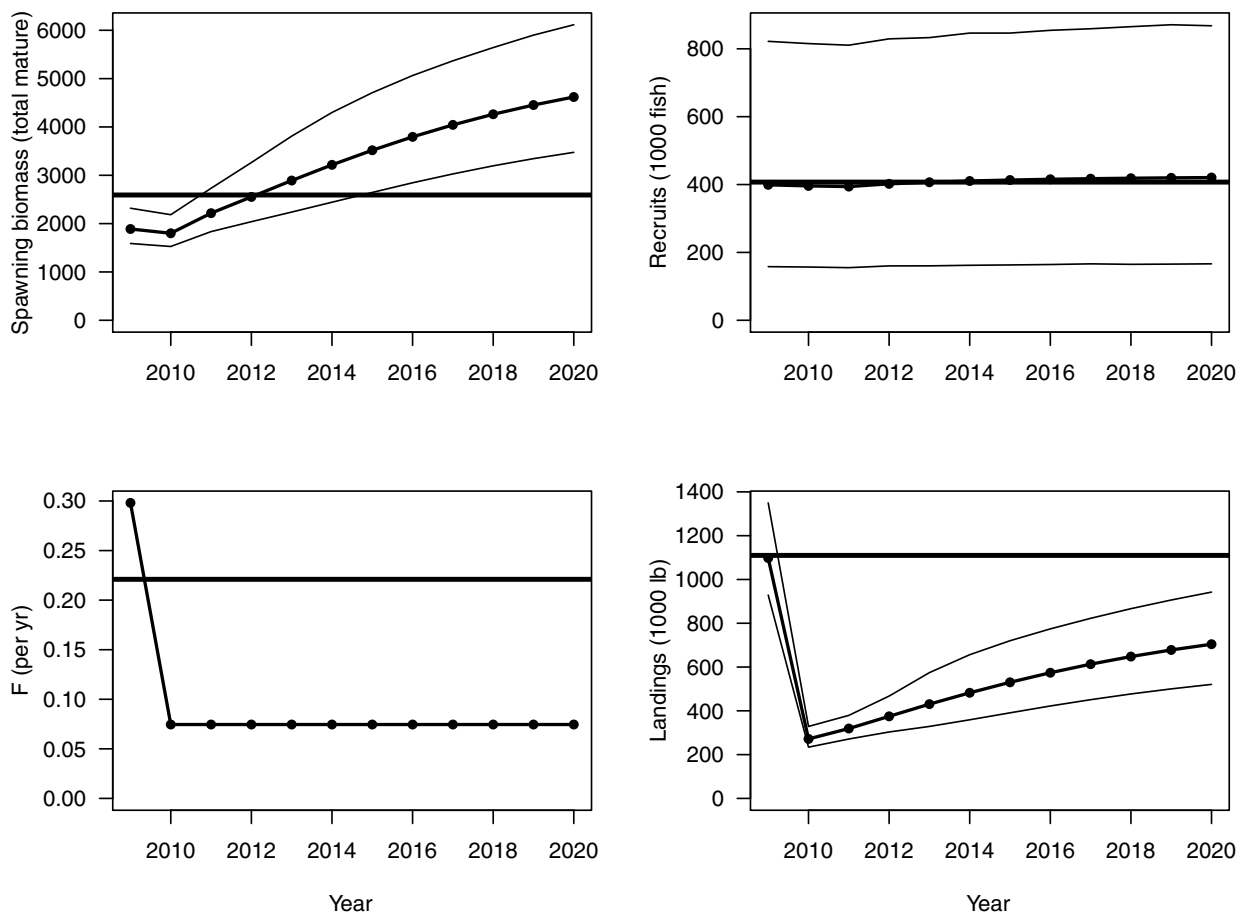 Spawning biomass (total mature)
6000
5000
4000
3000
2000
1000
0
2010 2012 2014 2016 2018 2020
Recruits (1000 fish)
800
600
400
200
0
2010 2012 2014 2016 2018 2020
F (per yr)
0.30
0.25
0.20
0.15
0.10
0.05
0.00
2010 2012 2014 2016 2018 2020
Year
Landings (1000 lb)
1400
1200
1000
800
600
400
200
0
2010 2012 2014 2016 2018 2020
Year